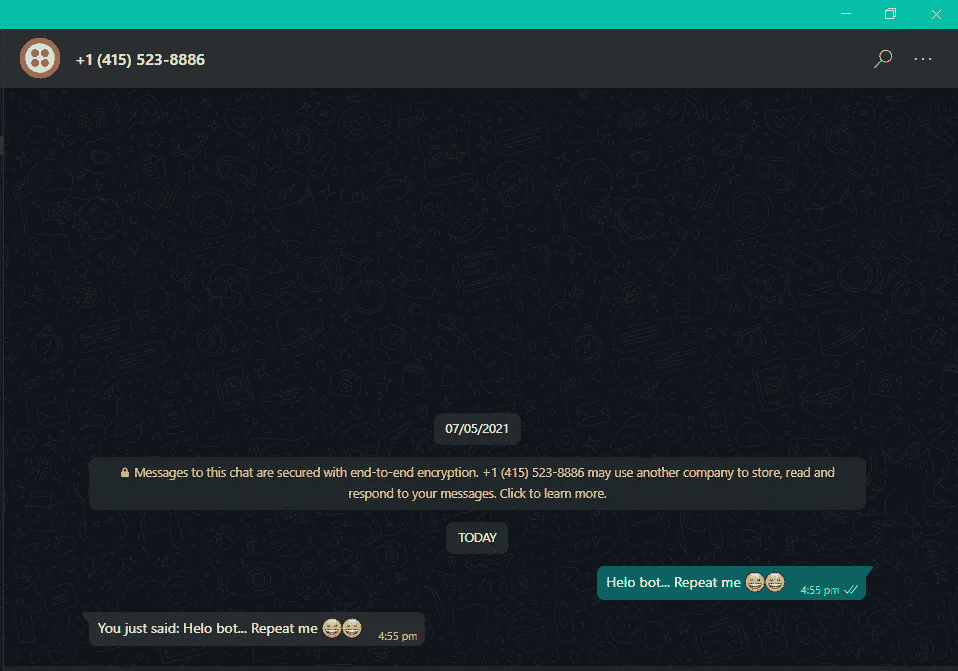 +1 (415) 523-8886
07/05/2021
Messages to this chat are secured with end-to-end encryption. +1 (415) 523-8886 may use another company to store, read and
respond to your messages. Click to learn more.
TODAY
Helo bot... Repeat me 😀😀
4:55 pm
You just said: Helo bot... Repeat me 😀😀
4:55 pm